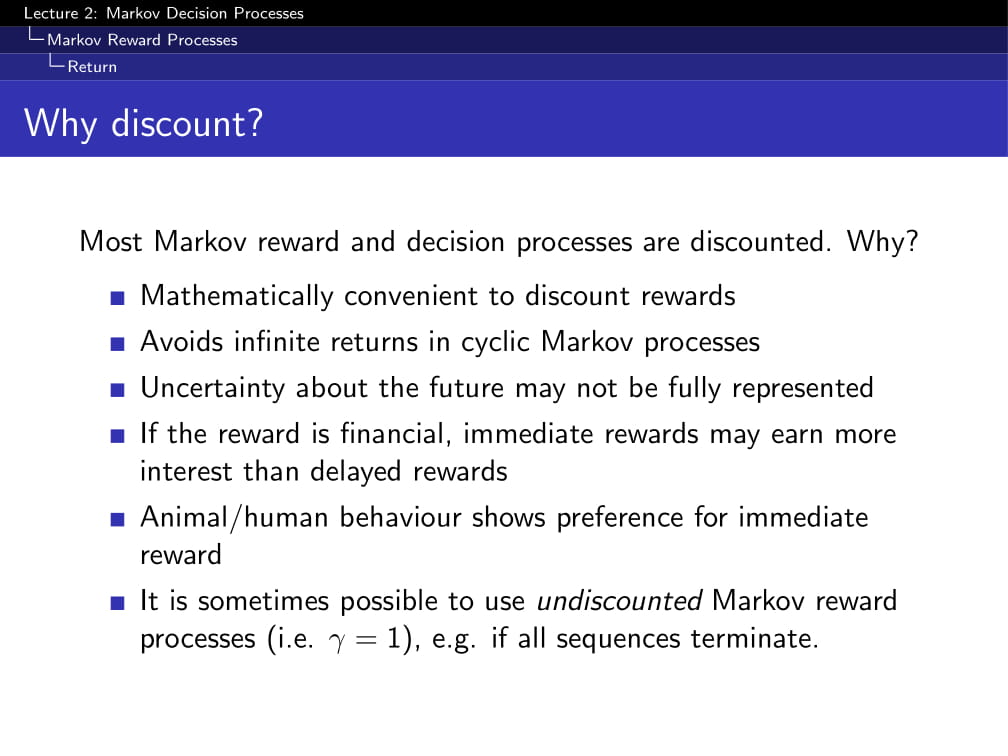 Lecture 2: Markov Decision Processes
Markov Reward Processes
Return
Why discount?
Most Markov reward and decision processes are discounted. Why?
Mathematically convenient to discount rewards
Avoids infinite returns in cyclic Markov processes
Uncertainty about the future may not be fully represented
If the reward is financial, immediate rewards may earn more
interest than delayed rewards
Animal/human behaviour shows preference for immediate
reward
It is sometimes possible to use undiscounted Markov reward
processes (i.e. γ = 1), e.g. if all sequences terminate.